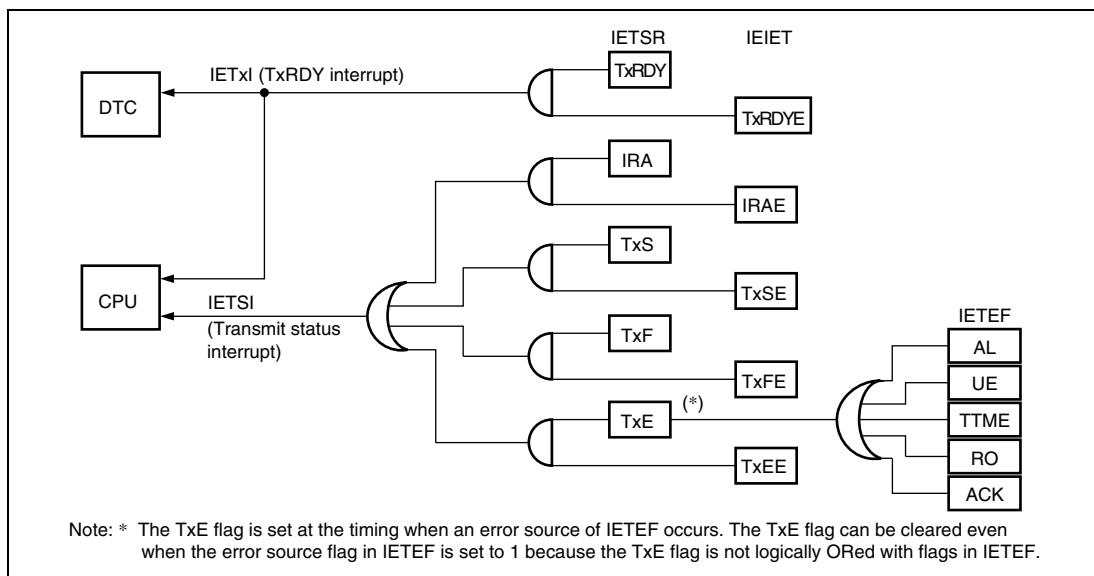 IETSR
IEIET
IETxI (TxRDY interrupt)
TxRDY
DTC
TxRDYE
IRA
IRAE
TxS
CPU
IETSI
(Transmit status
interrupt)
TxSE
IETEF
TxF
AL
TxFE
UE
TxE
(*)
TTME
TxEE
RO
ACK
Note: * The TxE flag is set at the timing when an error source of IETEF occurs. The TxE flag can be cleared even
when the error source flag in IETEF is set to 1 because the TxE flag is not logically ORed with flags in IETEF.